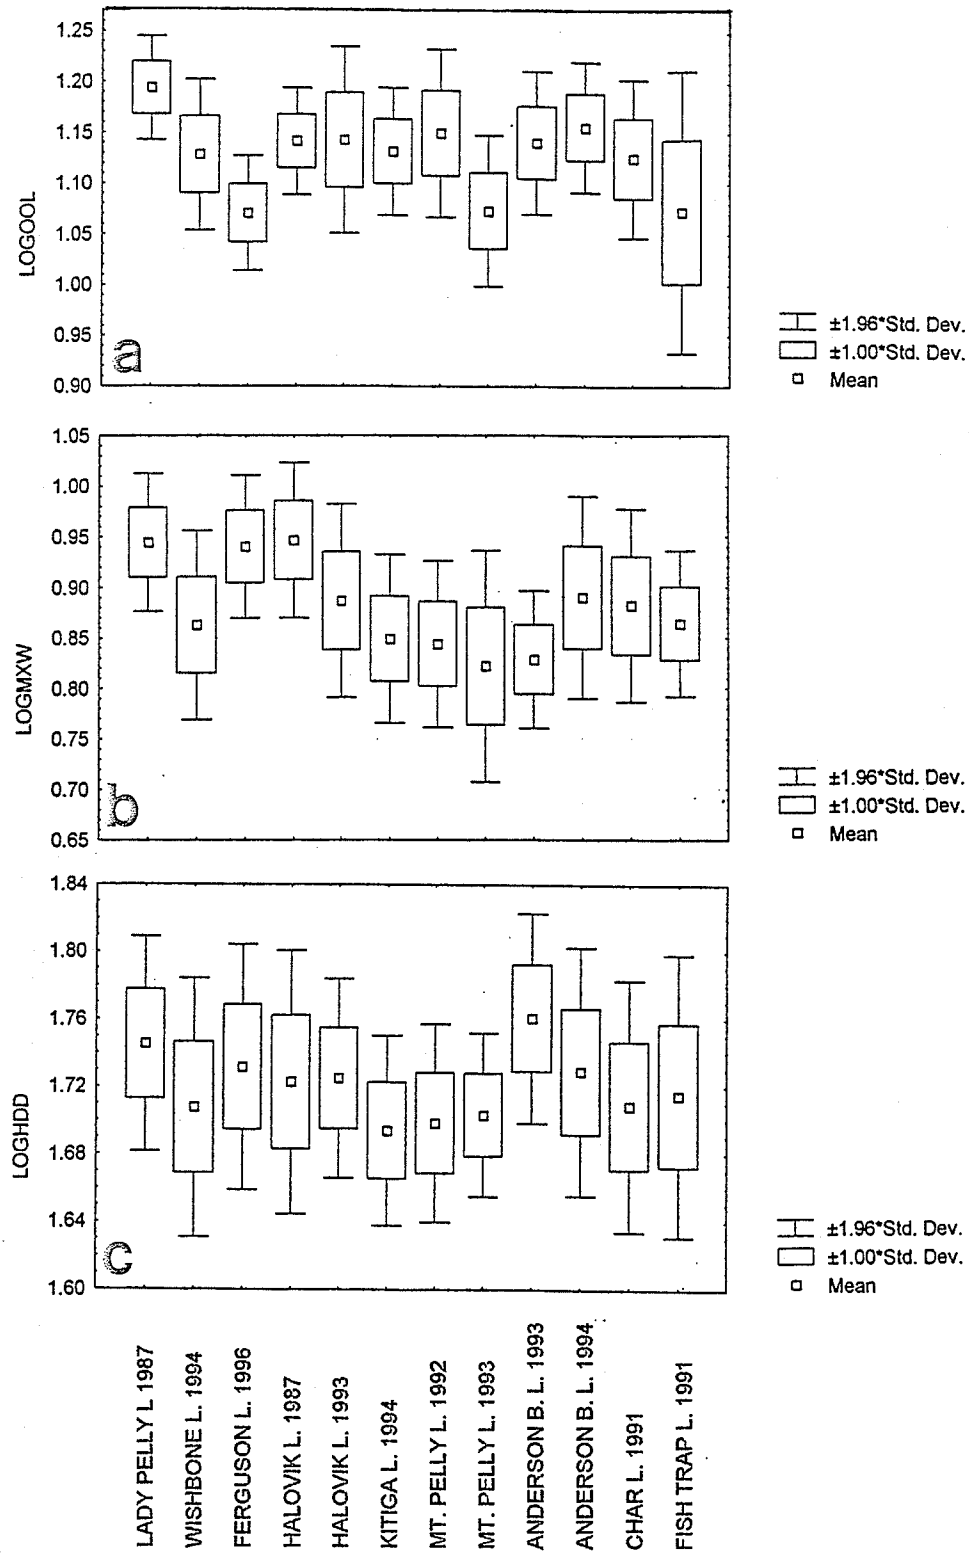 1.25
1.20
1.15
1.10
1.05
1.00
0.95
0.90
LOGOOL
a
±1.96*Std. Dev.
±1.00*Std. Dev.
Mean
1.05
1.00
0.95
0.90
0.85
0.80
0.75
0.70
0.65
LOGMXW
b
±1.96*Std. Dev.
±1.00*Std. Dev.
Mean
1.84
1.80
1.76
1.72
1.68
1.64
1.60
LOGHDD
c
±1.96*Std. Dev.
±1.00*Std. Dev.
Mean
LADY PELLY L 1987
WISHBONE L. 1994
FERGUSON L. 1996
HALOVIK L. 1987
HALOVIK L. 1993
KITIGA L. 1994
MT. PELLY L. 1992
MT. PELLY L. 1993
ANDERSON B. L. 1993
ANDERSON B. L. 1994
CHAR L. 1991
FISH TRAP L. 1991